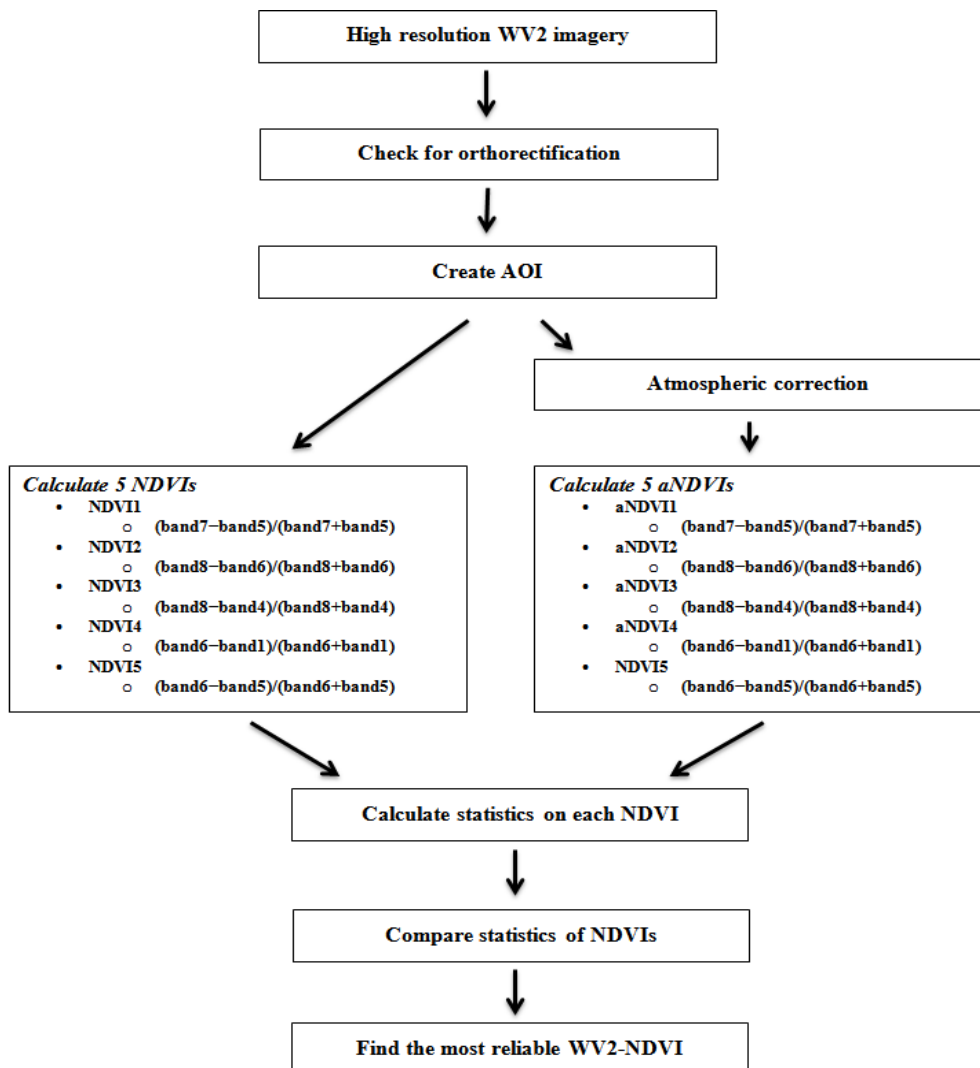 High resolution WV2 imagery
Check for orthorectification
Create AOI
Atmospheric correction
Calculate 5 NDVIs
• NDVI1
o (band7−band5)/(band7+band5)
• NDVI2
o (band8−band6)/(band8+band6)
• NDVI3
o (band8−band4)/(band8+band4)
• NDVI4
o (band6−band1)/(band6+band1)
• NDVI5
o (band6−band5)/(band6+band5)
Calculate 5 aNDVIs
• aNDVI1
o (band7−band5)/(band7+band5)
• aNDVI2
o (band8−band6)/(band8+band6)
• aNDVI3
o (band8−band4)/(band8+band4)
• aNDVI4
o (band6−band1)/(band6+band1)
• NDVI5
o (band6−band5)/(band6+band5)
Calculate statistics on each NDVI
Compare statistics of NDVIs
Find the most reliable WV2-NDVI